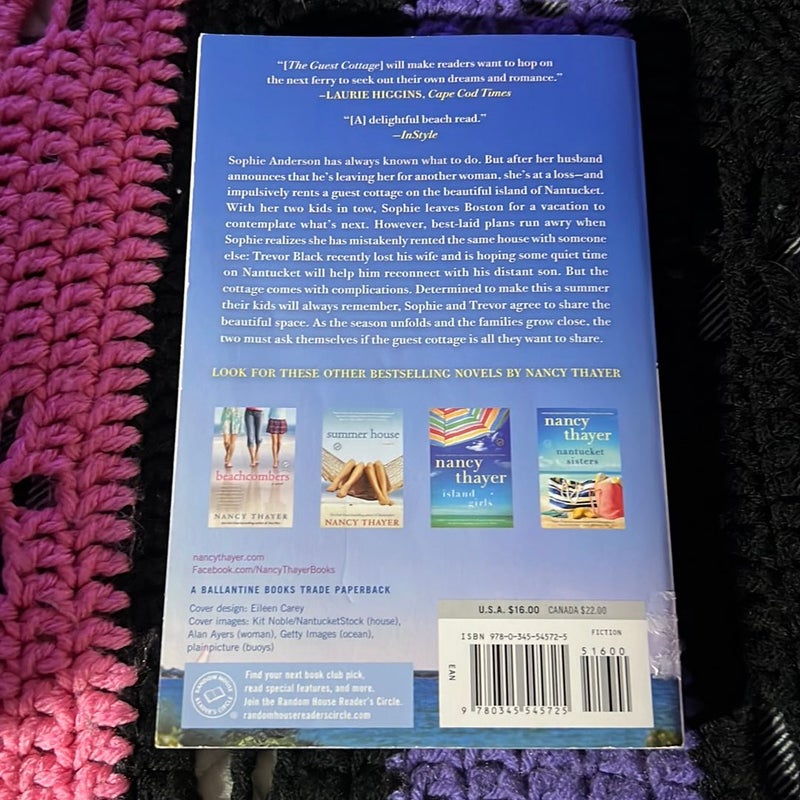 “[The Guest Cottage] will make readers want to hop on
the next ferry to seek out their own dreams and romance.”
—LAURIE HIGGINS, Cape Cod Times
“[A] delightful beach read.”
—InStyle
Sophie Anderson has always known what to do. But after her husband
announces that he’s leaving her for another woman, she’s at a loss—and
impulsively rents a guest cottage on the beautiful island of Nantucket.
With her two kids in tow, Sophie leaves Boston for a vacation to
contemplate what’s next. However, best-laid plans run awry when
Sophie realizes she has mistakenly rented the same house with someone
else: Trevor Black recently lost his wife and is hoping some quiet time
on Nantucket will help him reconnect with his distant son. But the
cottage comes with complications. Determined to make this a summer
their kids will always remember, Sophie and Trevor agree to share the
beautiful space. As the season unfolds and the families grow close, the
two must ask themselves if the guest cottage is all they want to share.
LOOK FOR THESE OTHER BESTSELLING NOVELS BY NANCY THAYER
beachcombers
NANCY THAYER
summer house
NANCY THAYER
nancy
thayer
island
girls
nancy
thayer
nantucket
sisters
nancythayer.com
Facebook.com/NancyThayerBooks
A BALLANTINE BOOKS TRADE PAPERBACK
Cover design: Eileen Carey
Cover images: Kit Noble/NantucketStock (house),
Alan Ayers (woman), Getty Images (ocean),
plainpicture (buoys)
RANDOM HOUSE
READER'S CIRCLE
Find your next book club pick,
read special features, and more.
Join the Random House Reader’s Circle.
randomhousereaderscircle.com
U.S.A. $16.00 CANADA $22.00
ISBN 978-0-345-54572-5
FICTION
51600
EAN
9 780345 545725